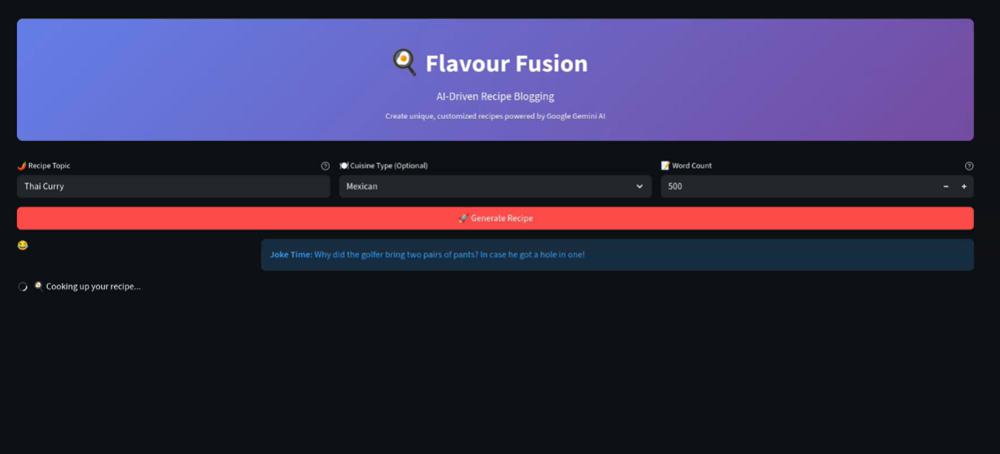 🍳 Flavour Fusion
AI-Driven Recipe Blogging
Create unique, customized recipes powered by Google Gemini AI
🌶️ Recipe Topic
🍽️ Cuisine Type (Optional)
📝 Word Count
Thai Curry
Mexican
500
🚀 Generate Recipe
😂
Joke Time: Why did the golfer bring two pairs of pants? In case he got a hole in one!
🍳 Cooking up your recipe...